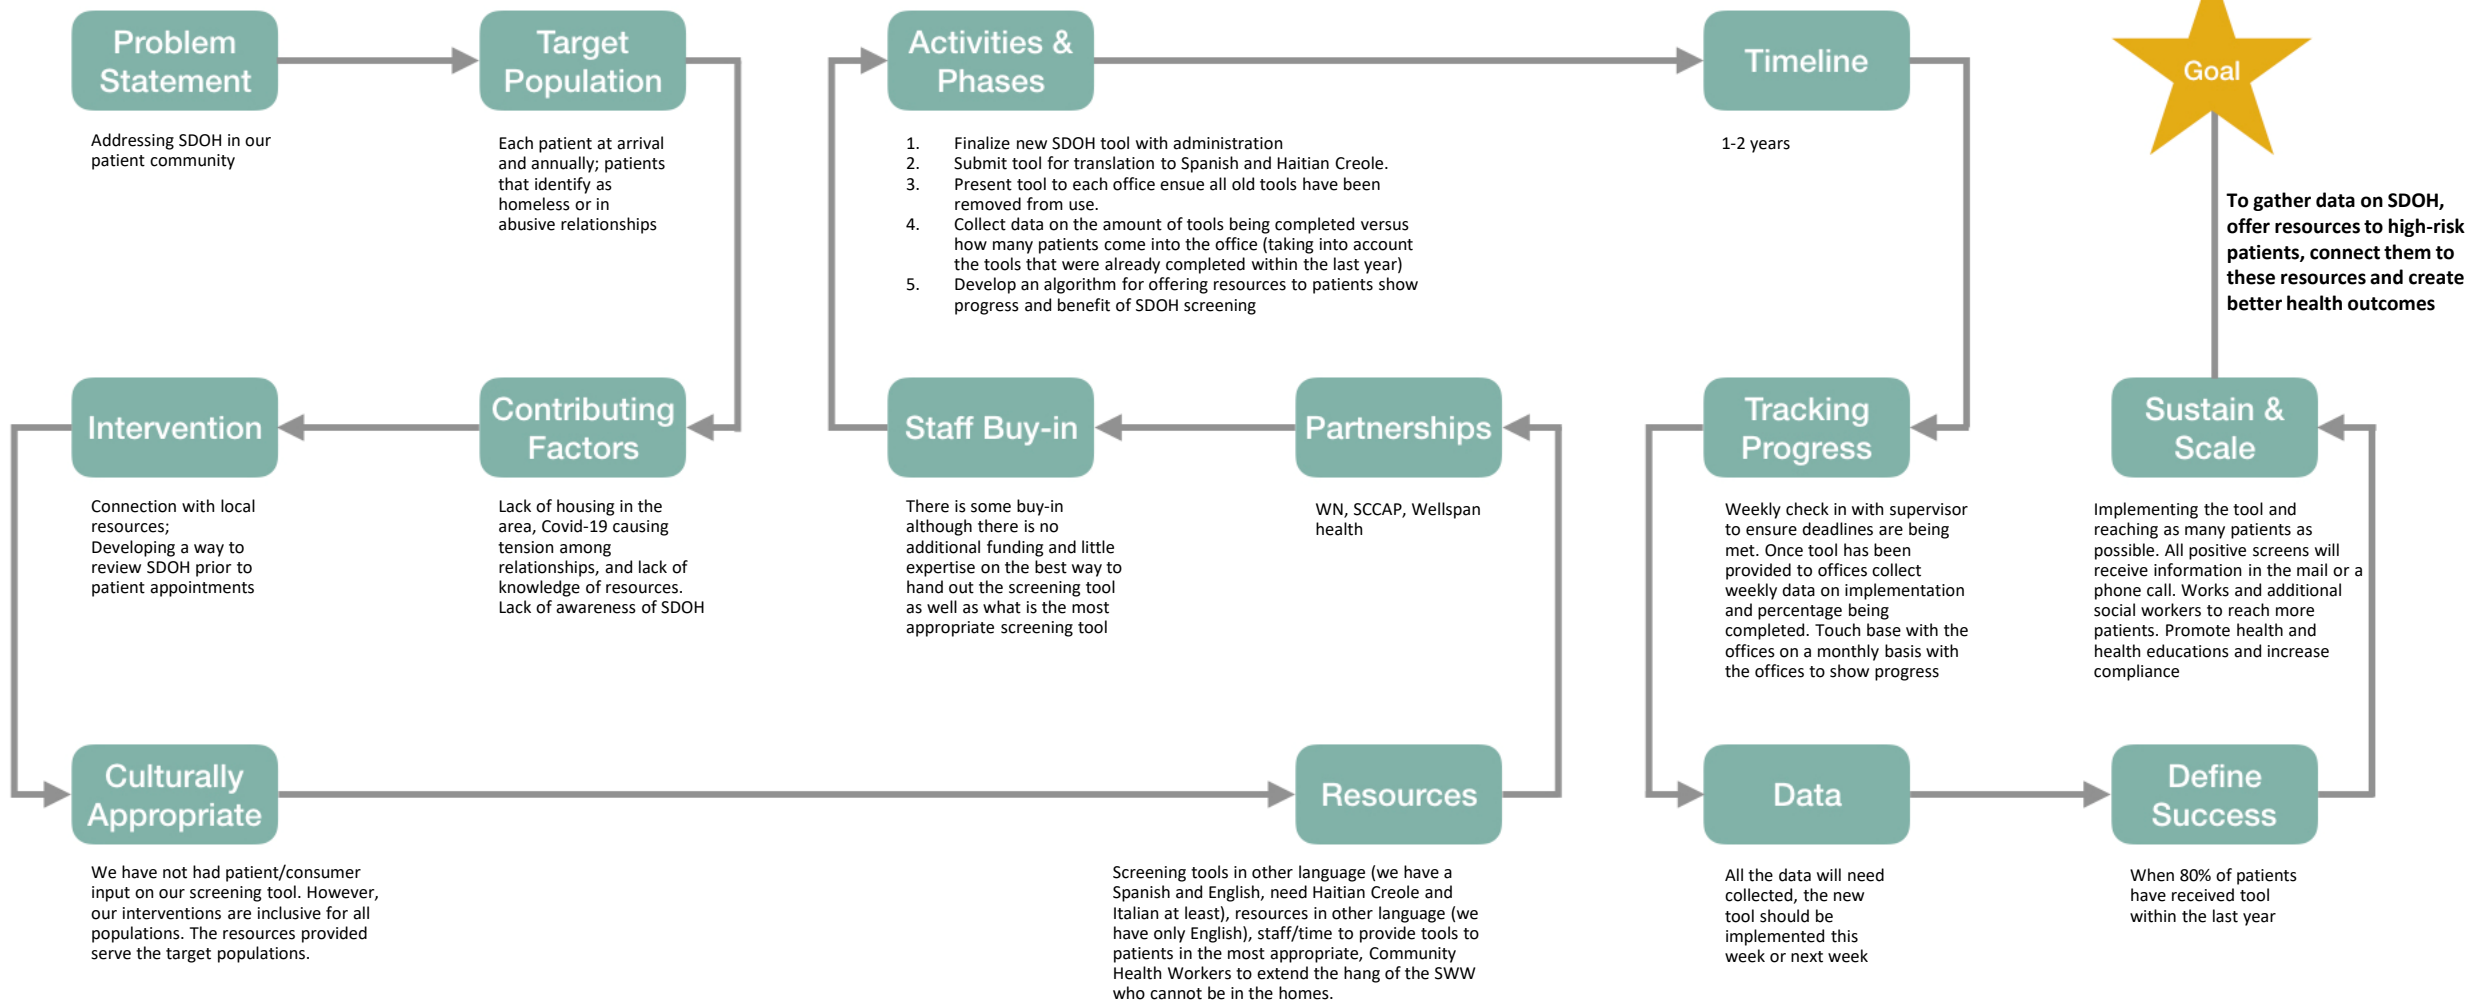 Problem
Statement
Addressing SDOH in our
patient community
Target
Population
Each patient at arrival
and annually; patients
that identify as
homeless or in
abusive relationships
Contributing
Factors
Lack of housing in the
area, Covid-19 causing
tension among
relationships, and lack of
knowledge of resources.
Lack of awareness of SDOH
Intervention
Connection with local
resources;
Developing a way to
review SDOH prior to
patient appointments
Culturally
Appropriate
We have not had patient/consumer
input on our screening tool. However,
our interventions are inclusive for all
populations. The resources provided
serve the target populations.
Resources
Screening tools in other language (we have a
Spanish and English, need Haitian Creole and
Italian at least), resources in other language (we
have only English), staff/time to provide tools to
patients in the most appropriate, Community
Health Workers to extend the hang of the SWW
who cannot be in the homes.
Partnerships
WN, SCCAP, Wellspan
health
Staff Buy-in
There is some buy-in
although there is no
additional funding and little
expertise on the best way to
hand out the screening tool
as well as what is the most
appropriate screening tool
Activities &
Phases
1. Finalize new SDOH tool with administration
2. Submit tool for translation to Spanish and Haitian Creole.
3. Present tool to each office ensue all old tools have been
removed from use.
4. Collect data on the amount of tools being completed versus
how many patients come into the office (taking into account
the tools that were already completed within the last year)
5. Develop an algorithm for offering resources to patients show
progress and benefit of SDOH screening
Timeline
1-2 years
Tracking
Progress
Weekly check in with supervisor
to ensure deadlines are being
met. Once tool has been
provided to offices collect
weekly data on implementation
and percentage being
completed. Touch base with the
offices on a monthly basis with
the offices to show progress
Data
All the data will need
collected, the new
tool should be
implemented this
week or next week
Define
Success
When 80% of patients
have received tool
within the last year
Sustain &
Scale
Implementing the tool and
reaching as many patients as
possible. All positive screens will
receive information in the mail or a
phone call. Works and additional
social workers to reach more
patients. Promote health and
health educations and increase
compliance
Goal
To gather data on SDOH,
offer resources to high-risk
patients, connect them to
these resources and create
better health outcomes